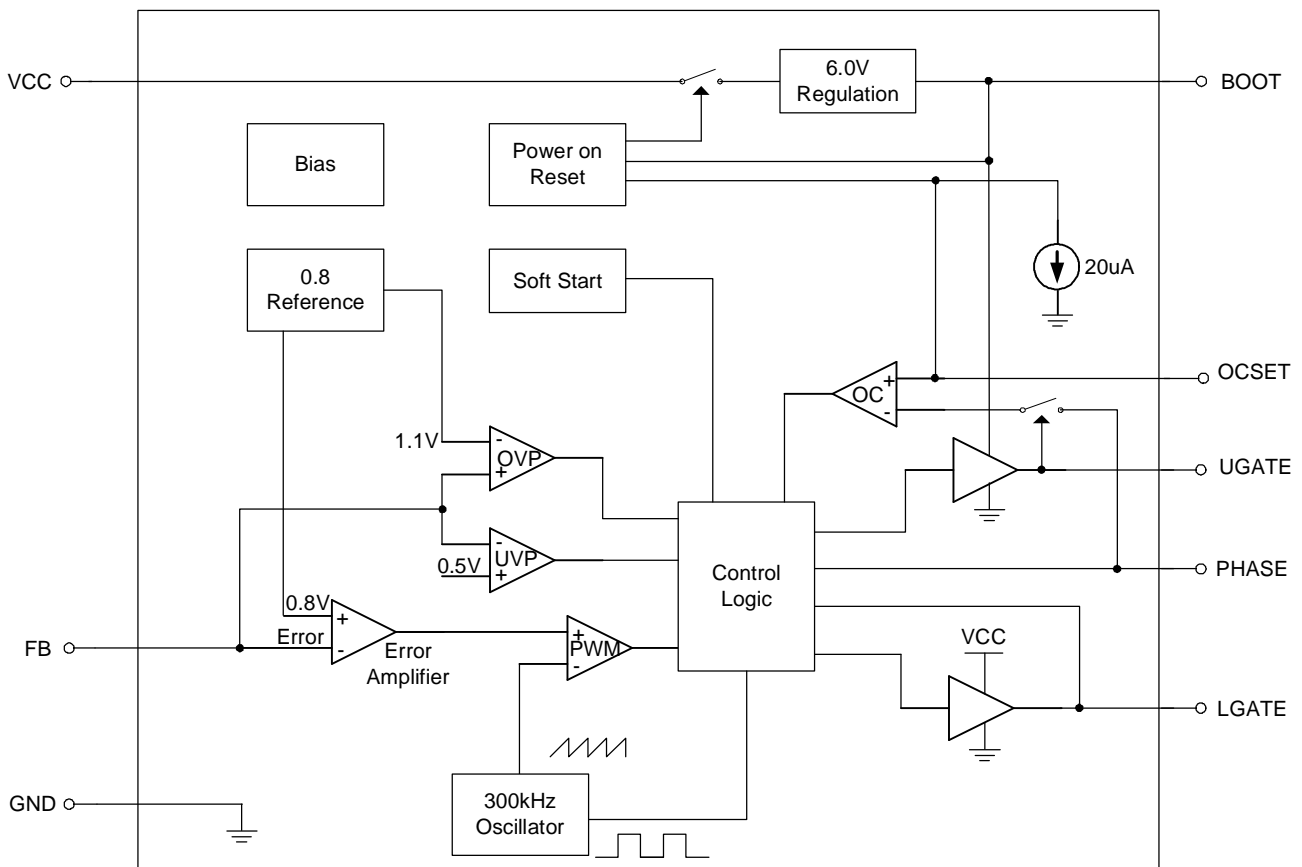 VCC
6.0V
Regulation
BOOT
Bias
Power on
Reset
0.8
Reference
Soft Start
20uA
OC
+
-
OCSET
1.1V
-
OVP
+
UGATE
-
UVP
0.5V
+
Control
Logic
PHASE
0.8V
+
Error
-
Error
Amplifier
+
PWM
-
FB
VCC
LGATE
GND
300kHz
Oscillator